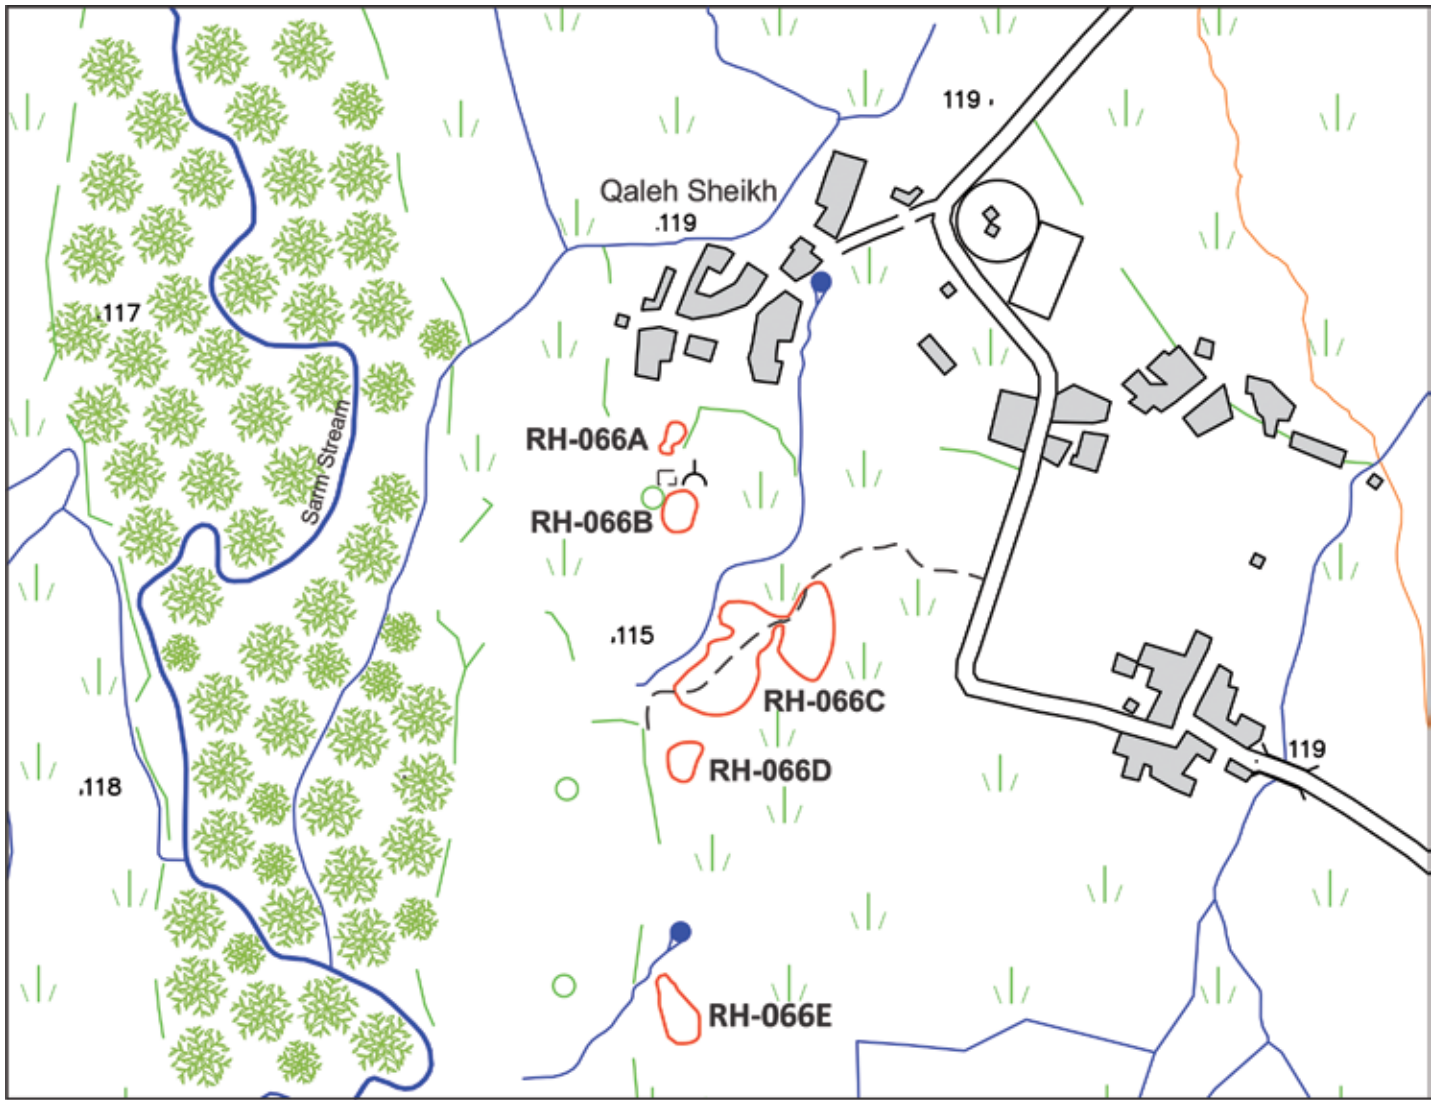 119
Qaleh Sheikh
.119
.117
Sarm Stream
RH-066A
RH-066B
.115
RH-066C
RH-066D
119
.118
RH-066E